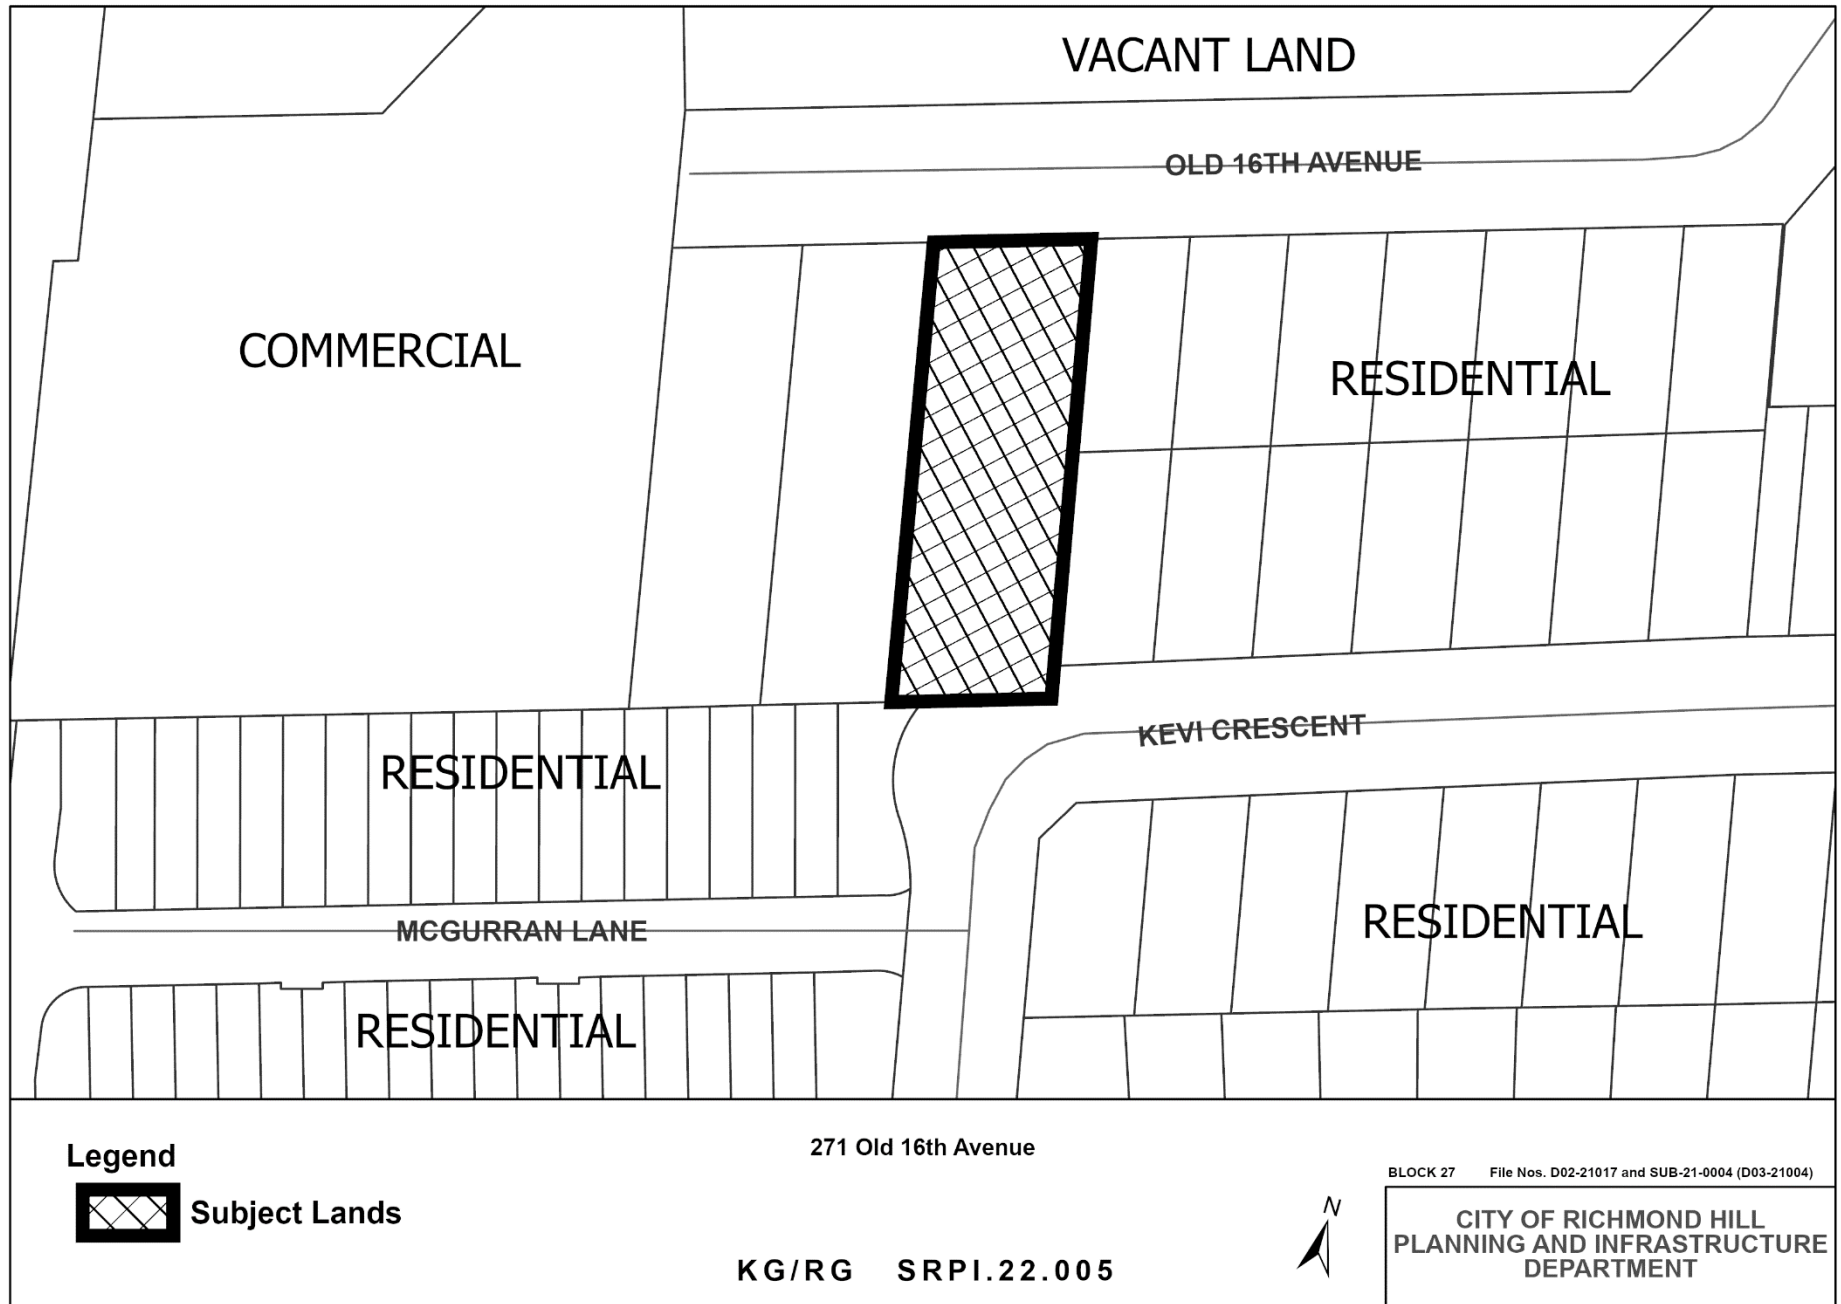 VACANT LAND
OLD 16TH AVENUE
COMMERCIAL
RESIDENTIAL
KEVI CRESCENT
RESIDENTIAL
RESIDENTIAL
MCGURRAN LANE
RESIDENTIAL
Legend
Subject Lands
271 Old 16th Avenue
KG/RG SRPI.22.005
N
BLOCK 27 File Nos. D02-21017 and SUB-21-0004 (D03-21004)
CITY OF RICHMOND HILL
PLANNING AND INFRASTRUCTURE
DEPARTMENT